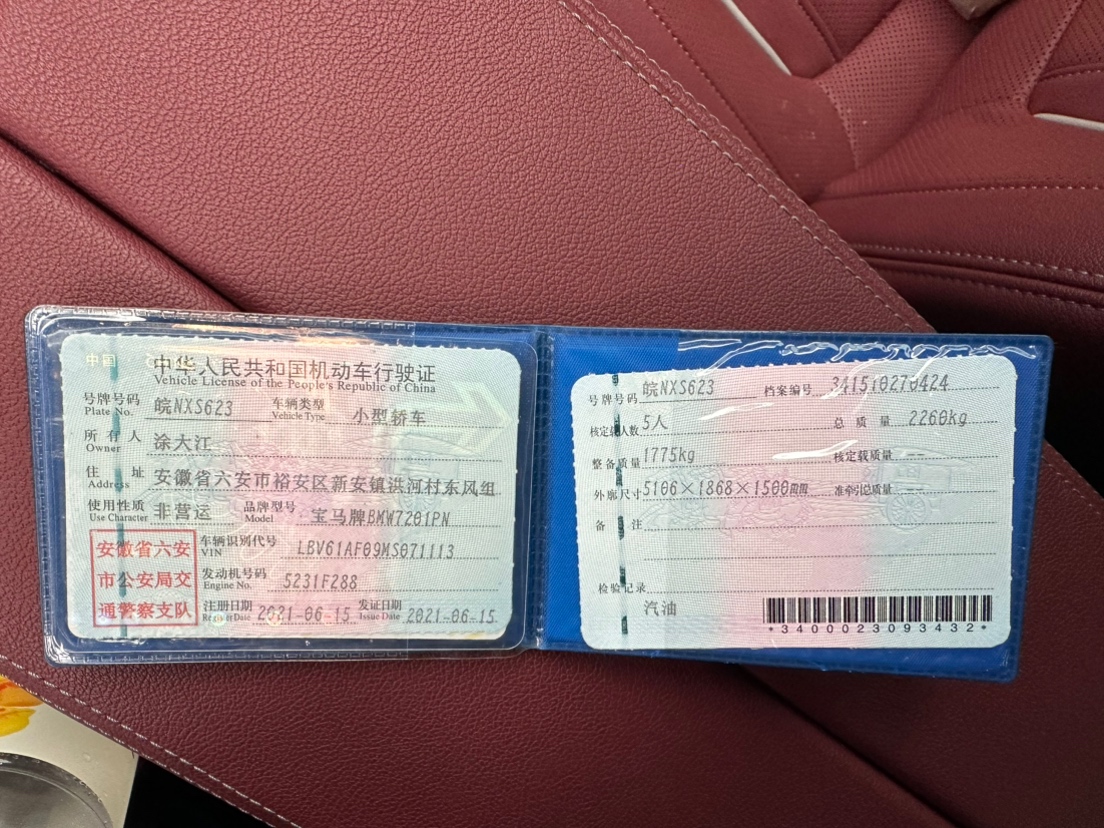 中国
中华人民共和国机动车行驶证
Vehicle License of the People's Republic of China
号牌号码 皖NXS623 车辆类型 小型轿车
Plate No. Vehicle Type
所有人 涂大江
Owner
住址 安徽省六安市裕安区新安镇洪河村东风组
Address
使用性质 非营运 品牌型号 宝马牌BMW7201PN
Use Character Model
安徽省六安
市公安局交
通警察支队
车辆识别代号 LBV61AF09MS071113
VIN
发动机号码 5231F288
Engine No.
注册日期 2021-06-15 发证日期 2021-06-15
Register Date Issue Date
号牌号码 皖NXS623 档案编号
核定载人数 5人 总质量 2260kg
整备质量 1775kg 核定载质量 --
外廓尺寸 5106×1868×1500mm 准牵引总质量 --
备注
检验记录
汽油
*3400023093432*